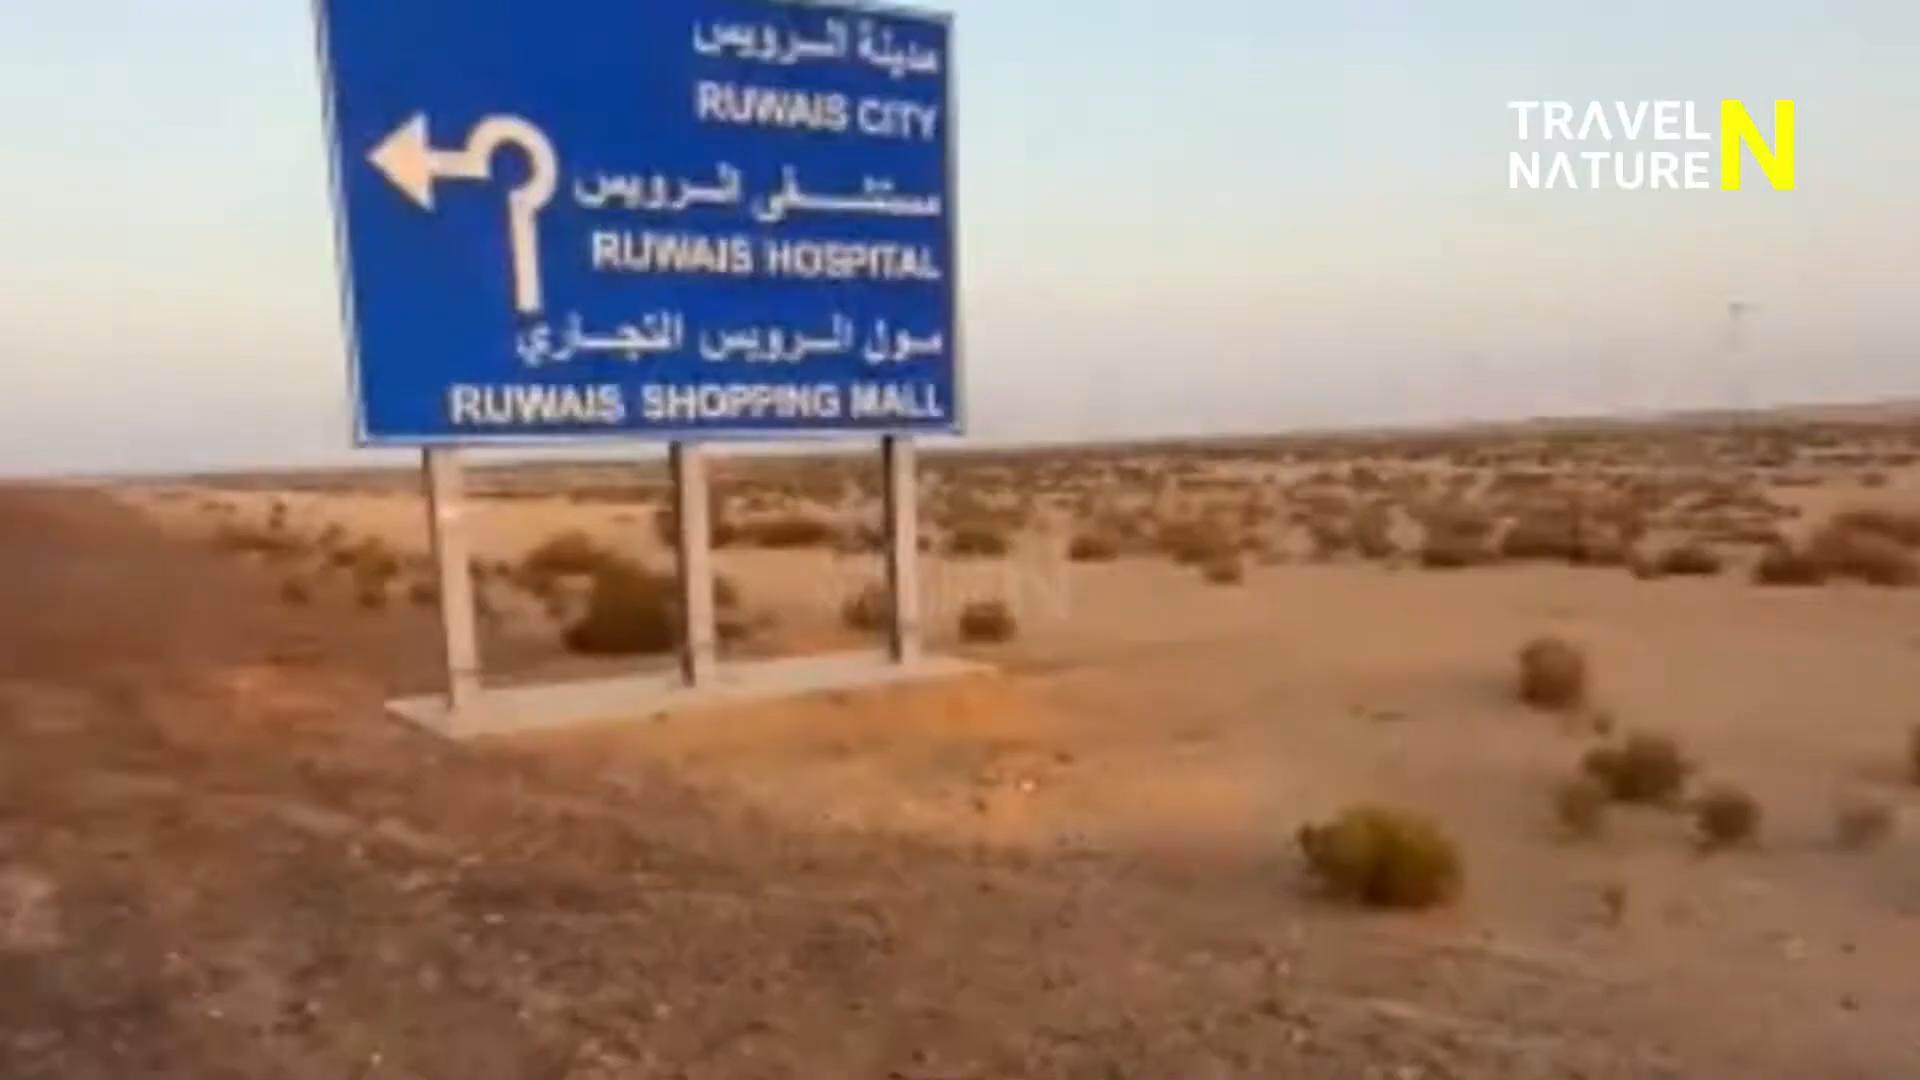 مدينة الرويس
RUWAIS CITY
مستشفى الرويس
RUWAIS HOSPITAL
مول الرويس التجاري
RUWAIS SHOPPING MALL
TRAVEL
NATURE N